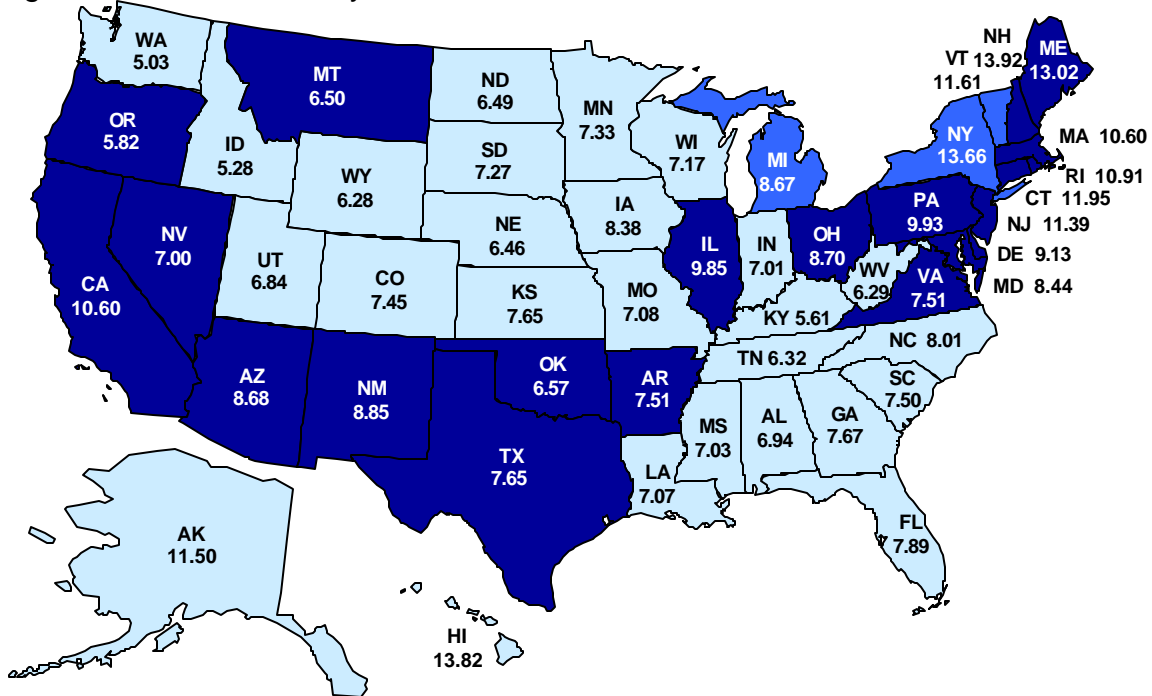 WA
5.03
MT
6.50
ND
6.49
MN
7.33
NH
13.92
VT
11.61
ME
13.02
OR
5.82
ID
5.28
WY
6.28
SD
7.27
WI
7.17
MI
8.67
NY
13.66
MA 10.60
RI 10.91
CT 11.95
NJ 11.39
DE 9.13
MD 8.44
NV
7.00
UT
6.84
CO
7.45
NE
6.46
IA
8.38
IL
9.85
IN
7.01
OH
8.70
PA
9.93
WV
6.29
VA
7.51
CA
10.60
KS
7.65
MO
7.08
KY 5.61
NC 8.01
TN 6.32
SC
7.50
AZ
8.68
NM
8.85
OK
6.57
AR
7.51
MS
7.03
AL
6.94
GA
7.67
TX
7.65
LA
7.07
FL
7.89
AK
11.50
HI
13.82